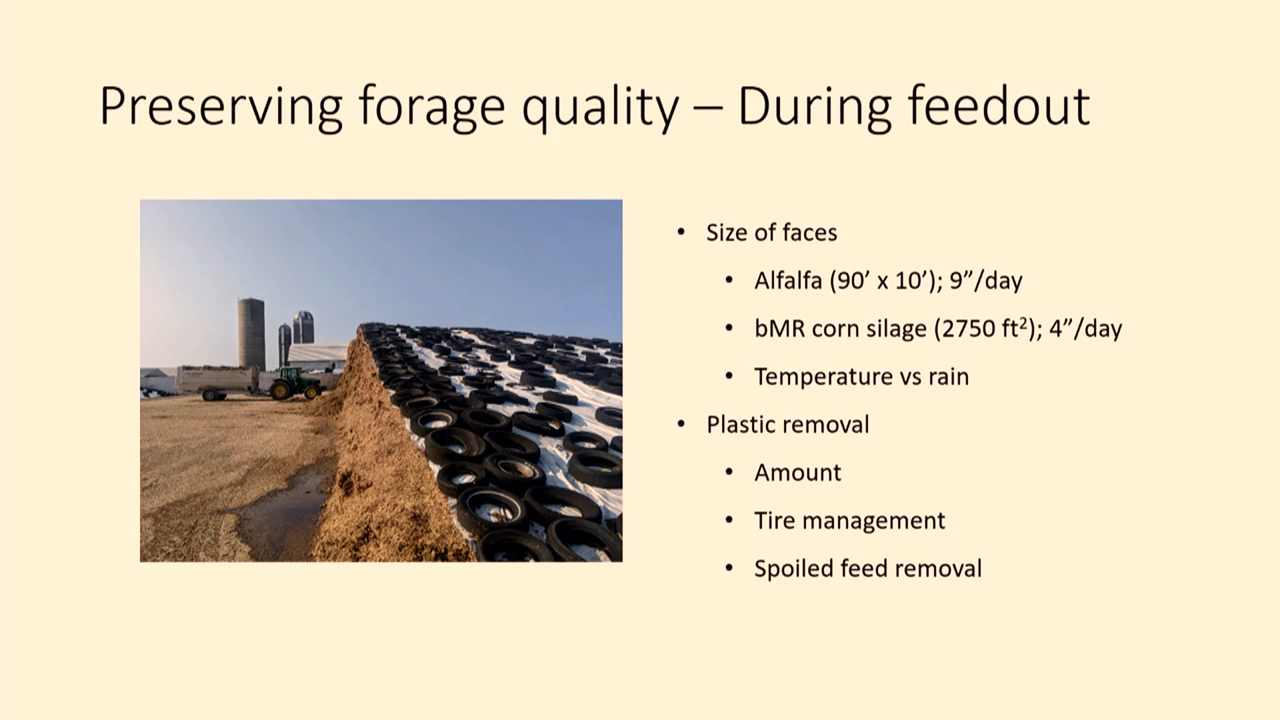 Preserving forage quality – During feedout
• Size of faces
• Alfalfa (90’ x 10’); 9”/day
• bMR corn silage (2750 ft²); 4”/day
• Temperature vs rain
• Plastic removal
• Amount
• Tire management
• Spoiled feed removal